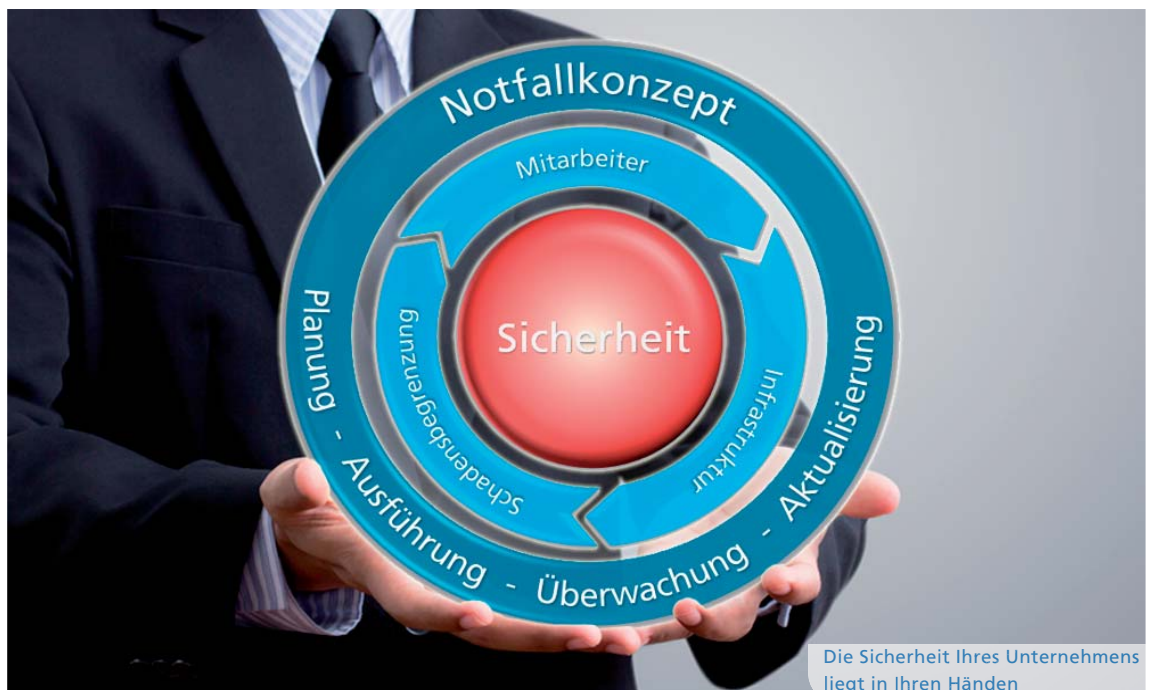 Notfallkonzept
Mitarbeiter
Infrastruktur
Schadensbegrenzung
Sicherheit
Planung - Ausführung - Überwachung - Aktualisierung
Die Sicherheit Ihres Unternehmens
liegt in Ihren Händen